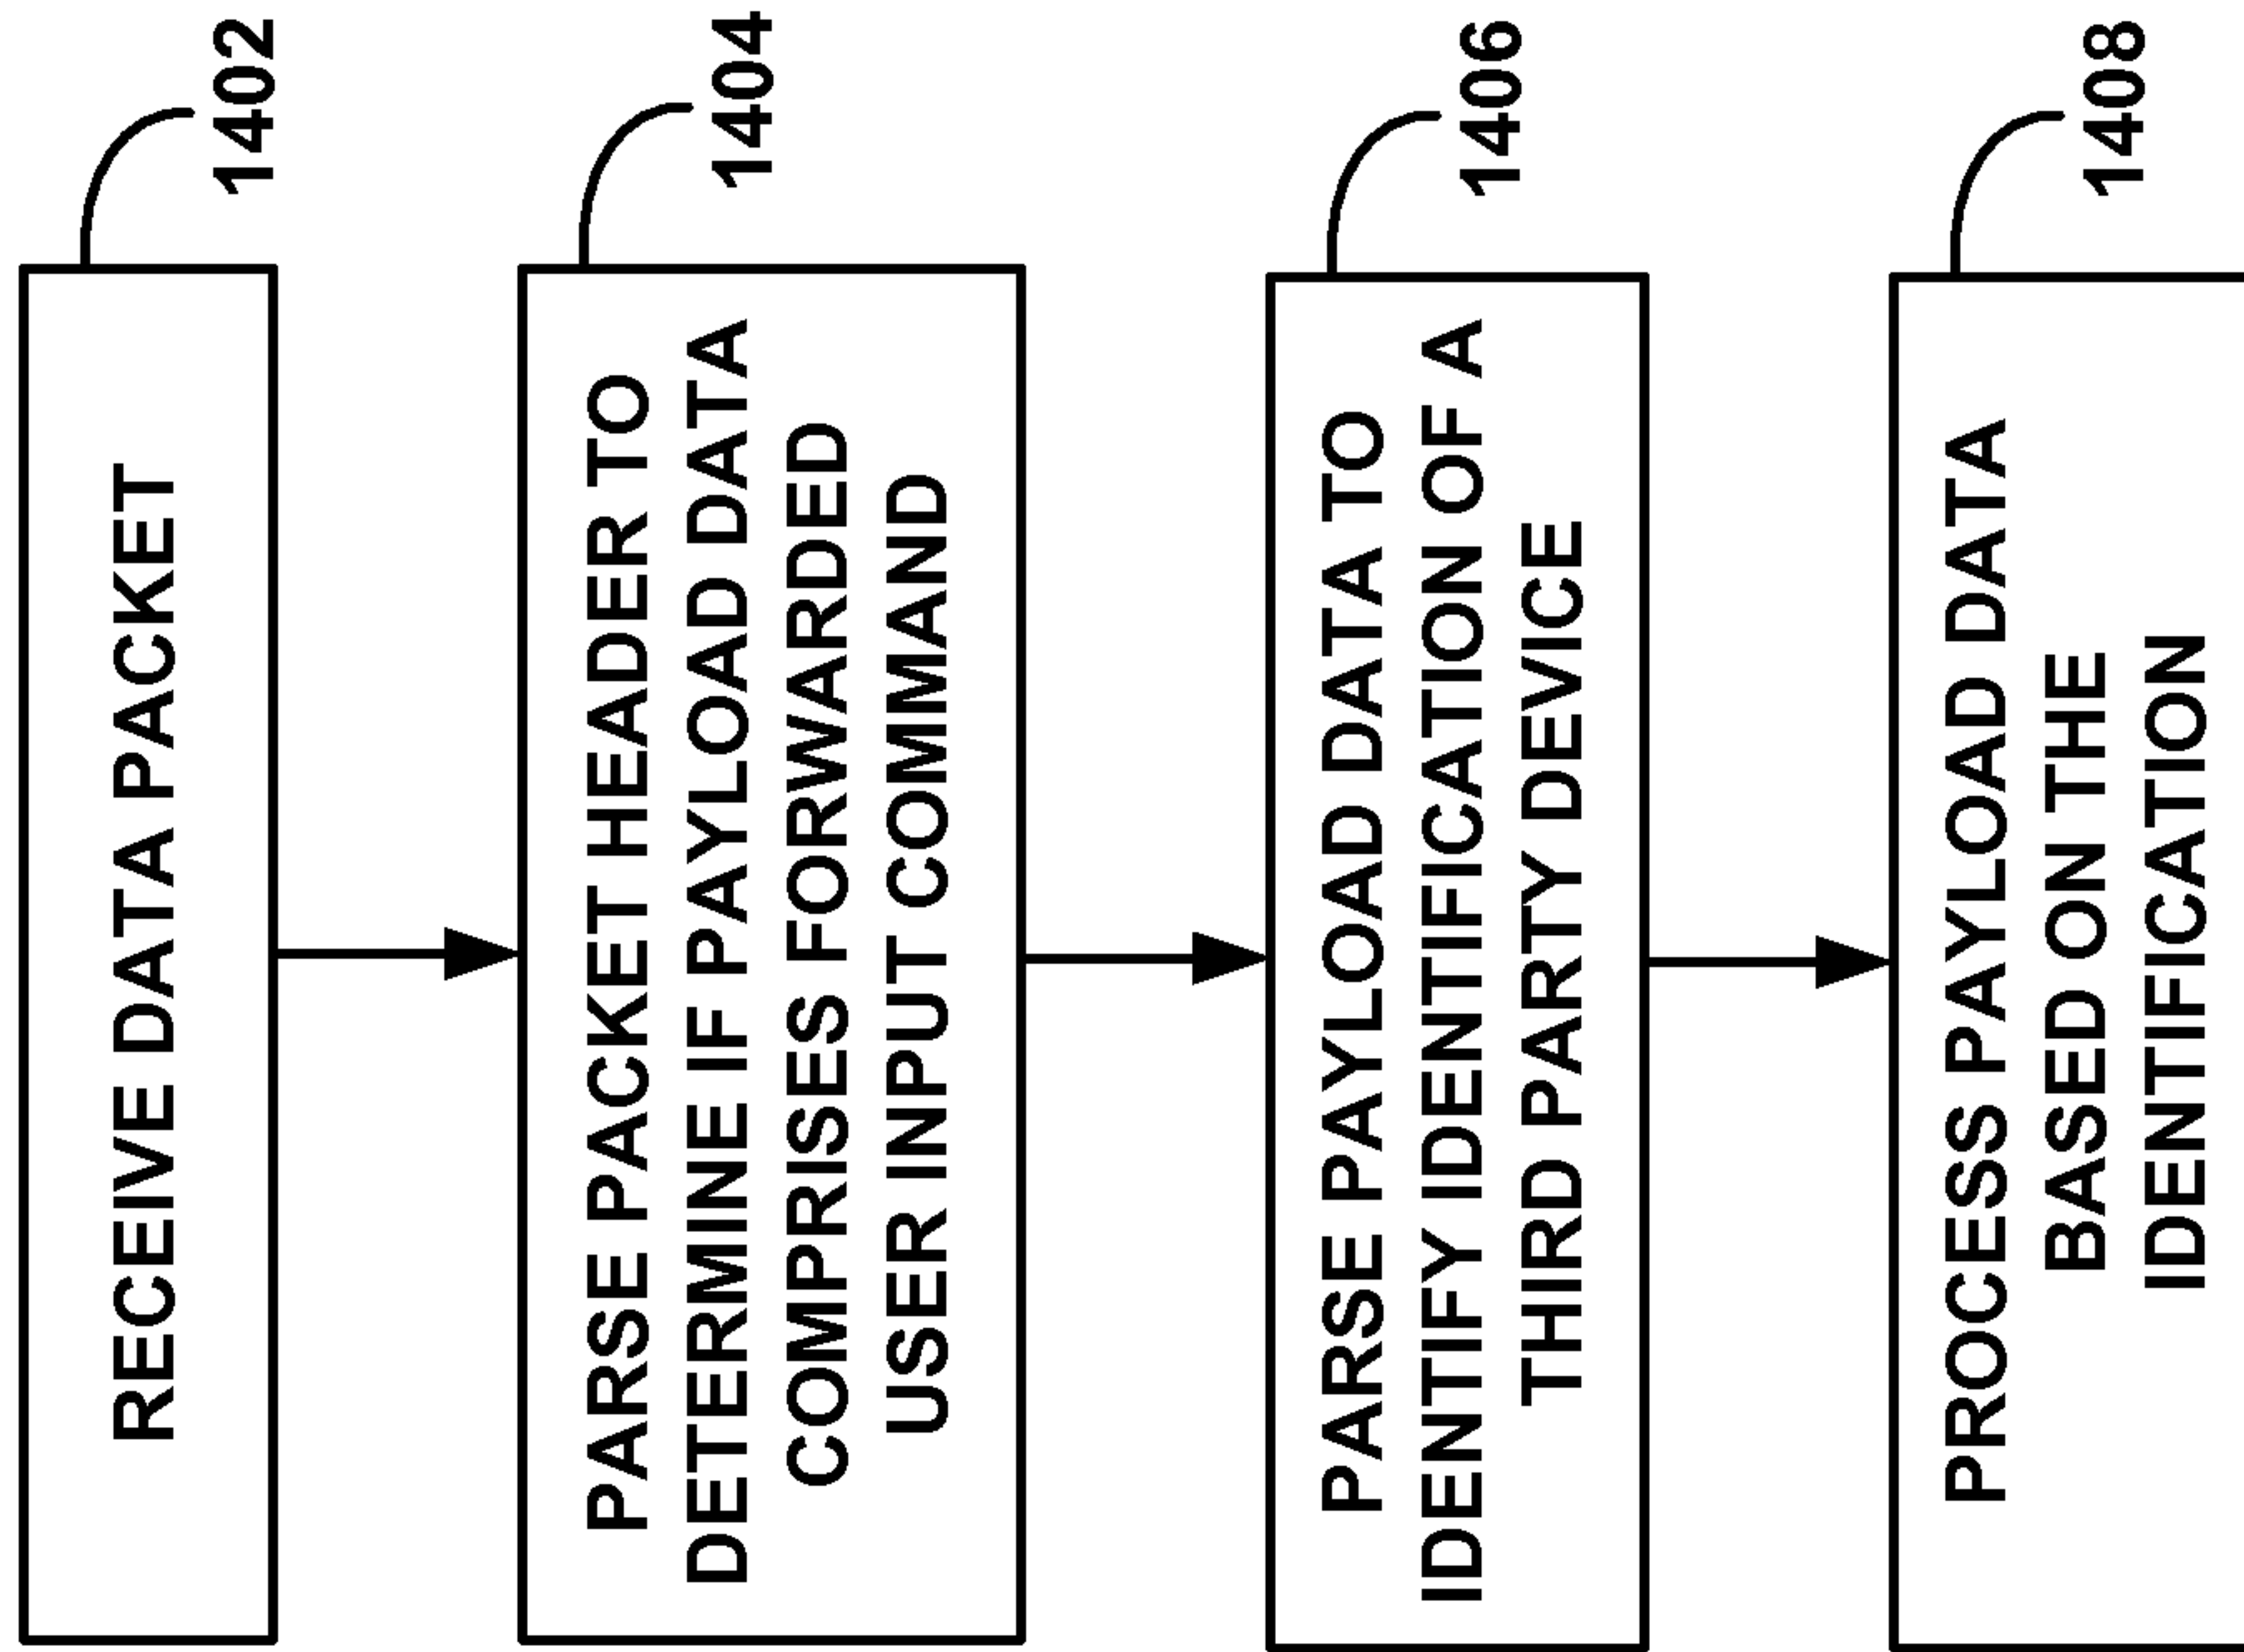 RECEIVE DATA PACKET
1402
PARSE PACKET HEADER TO
DETERMINE IF PAYLOAD DATA
COMPRISES FORWARDED
USER INPUT COMMAND
1404
PARSE PAYLOAD DATA TO
IDENTIFY IDENTIFICATION OF A
THIRD PARTY DEVICE
1406
PROCESS PAYLOAD DATA
BASED ON THE
IDENTIFICATION
1408